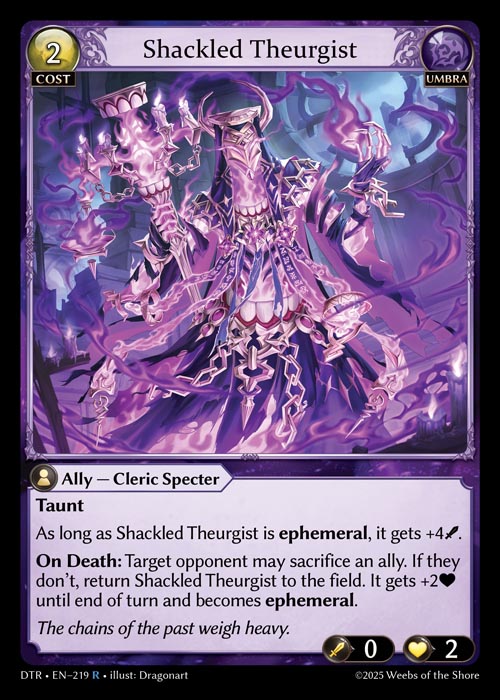 2
COST
Shackled Theurgist
UMBRA
Ally — Cleric Specter
Taunt
As long as Shackled Theurgist is ephemeral, it gets +4.
On Death: Target opponent may sacrifice an ally. If they
don't, return Shackled Theurgist to the field. It gets +2
until end of turn and becomes ephemeral.
The chains of the past weigh heavy.
0
2
DTR • EN–219 R • illust: Dragonart
©2025 Weebs of the Shore